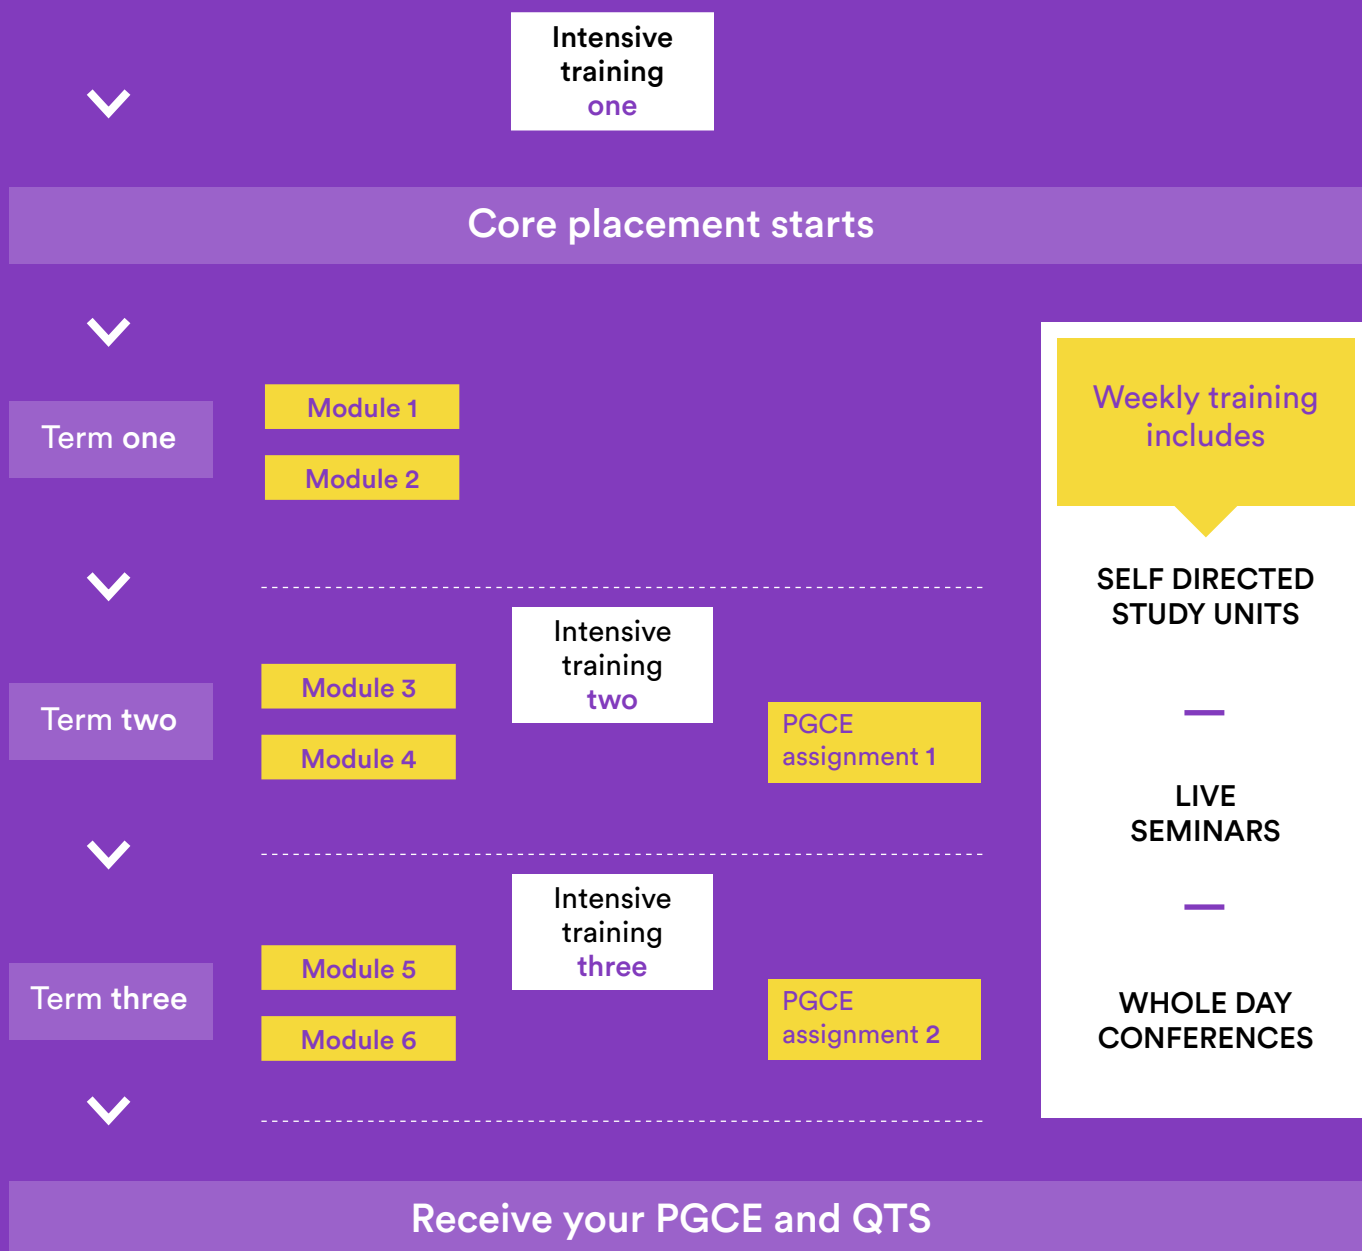 Intensive
training
one
Core placement starts
Term one
Module 1
Module 2
Term two
Module 3
Module 4
Intensive
training
two
PGCE
assignment 1
Term three
Module 5
Module 6
Intensive
training
three
PGCE
assignment 2
Weekly training
includes
SELF DIRECTED
STUDY UNITS
LIVE
SEMINARS
WHOLE DAY
CONFERENCES
Receive your PGCE and QTS